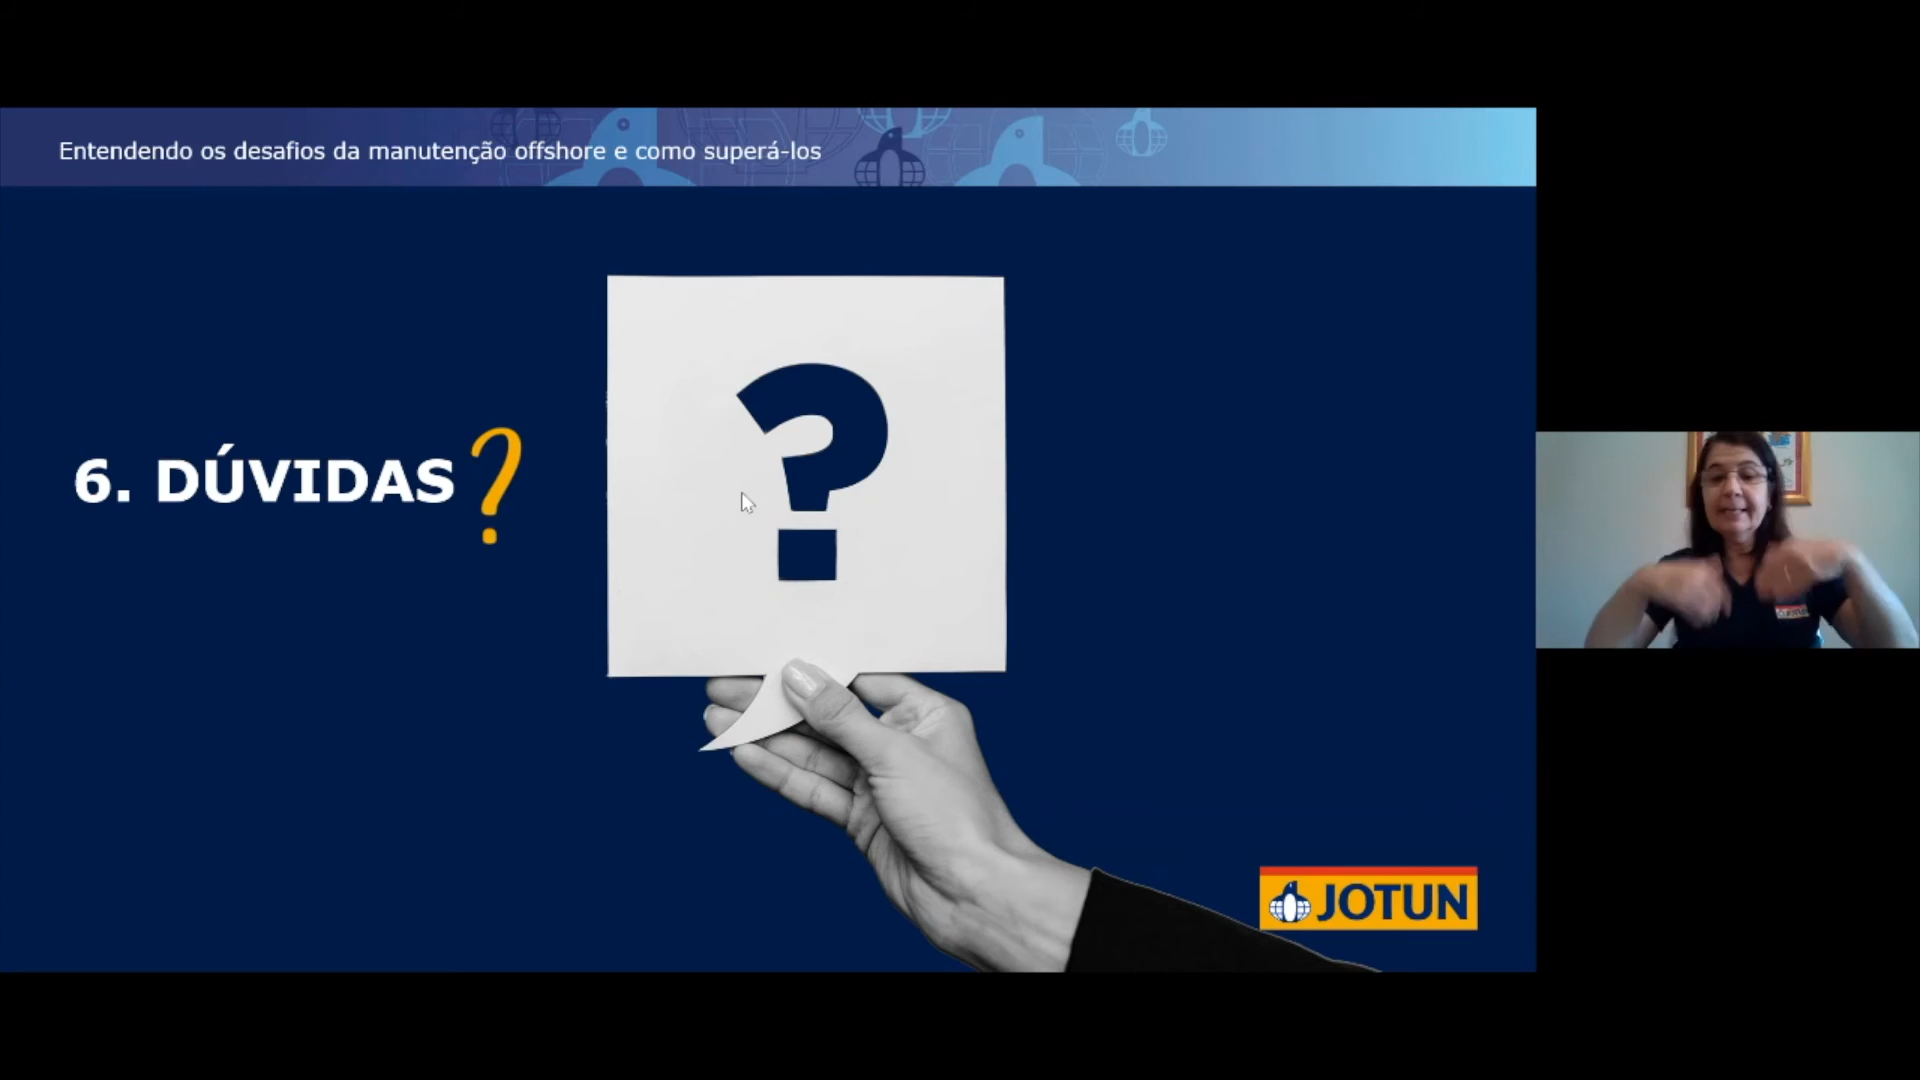 Entendendo os desafios da manutenção offshore e como superá-los
6. DÚVIDAS?
?
JOTUN